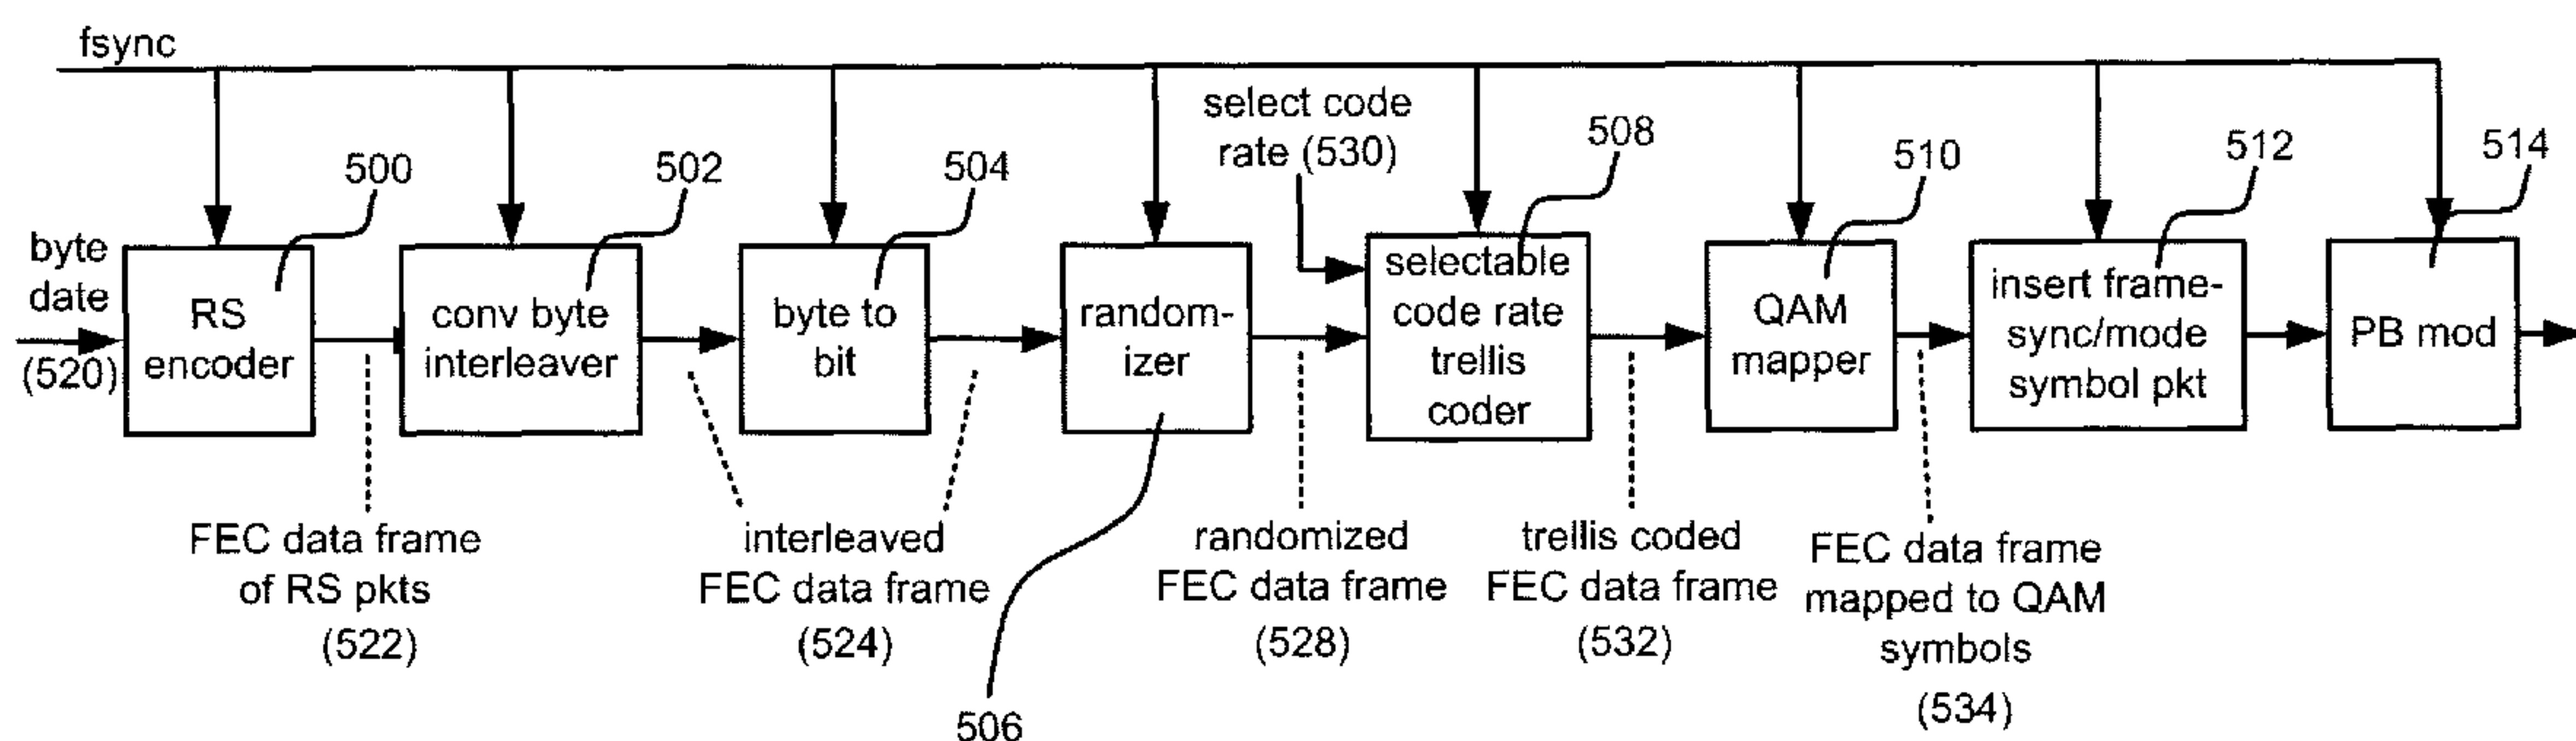 fsync
select code
rate (530)
500
502
504
508
510
512
514
byte
date
(520)
RS
encoder
conv byte
interleaver
byte to
bit
random-
izer
selectable
code rate
trellis
coder
QAM
mapper
insert frame-
sync/mode
symbol pkt
PB mod
FEC data frame
of RS pkts
(522)
interleaved
FEC data frame
(524)
506
randomized
FEC data frame
(528)
trellis coded
FEC data frame
(532)
FEC data frame
mapped to QAM
symbols
(534)